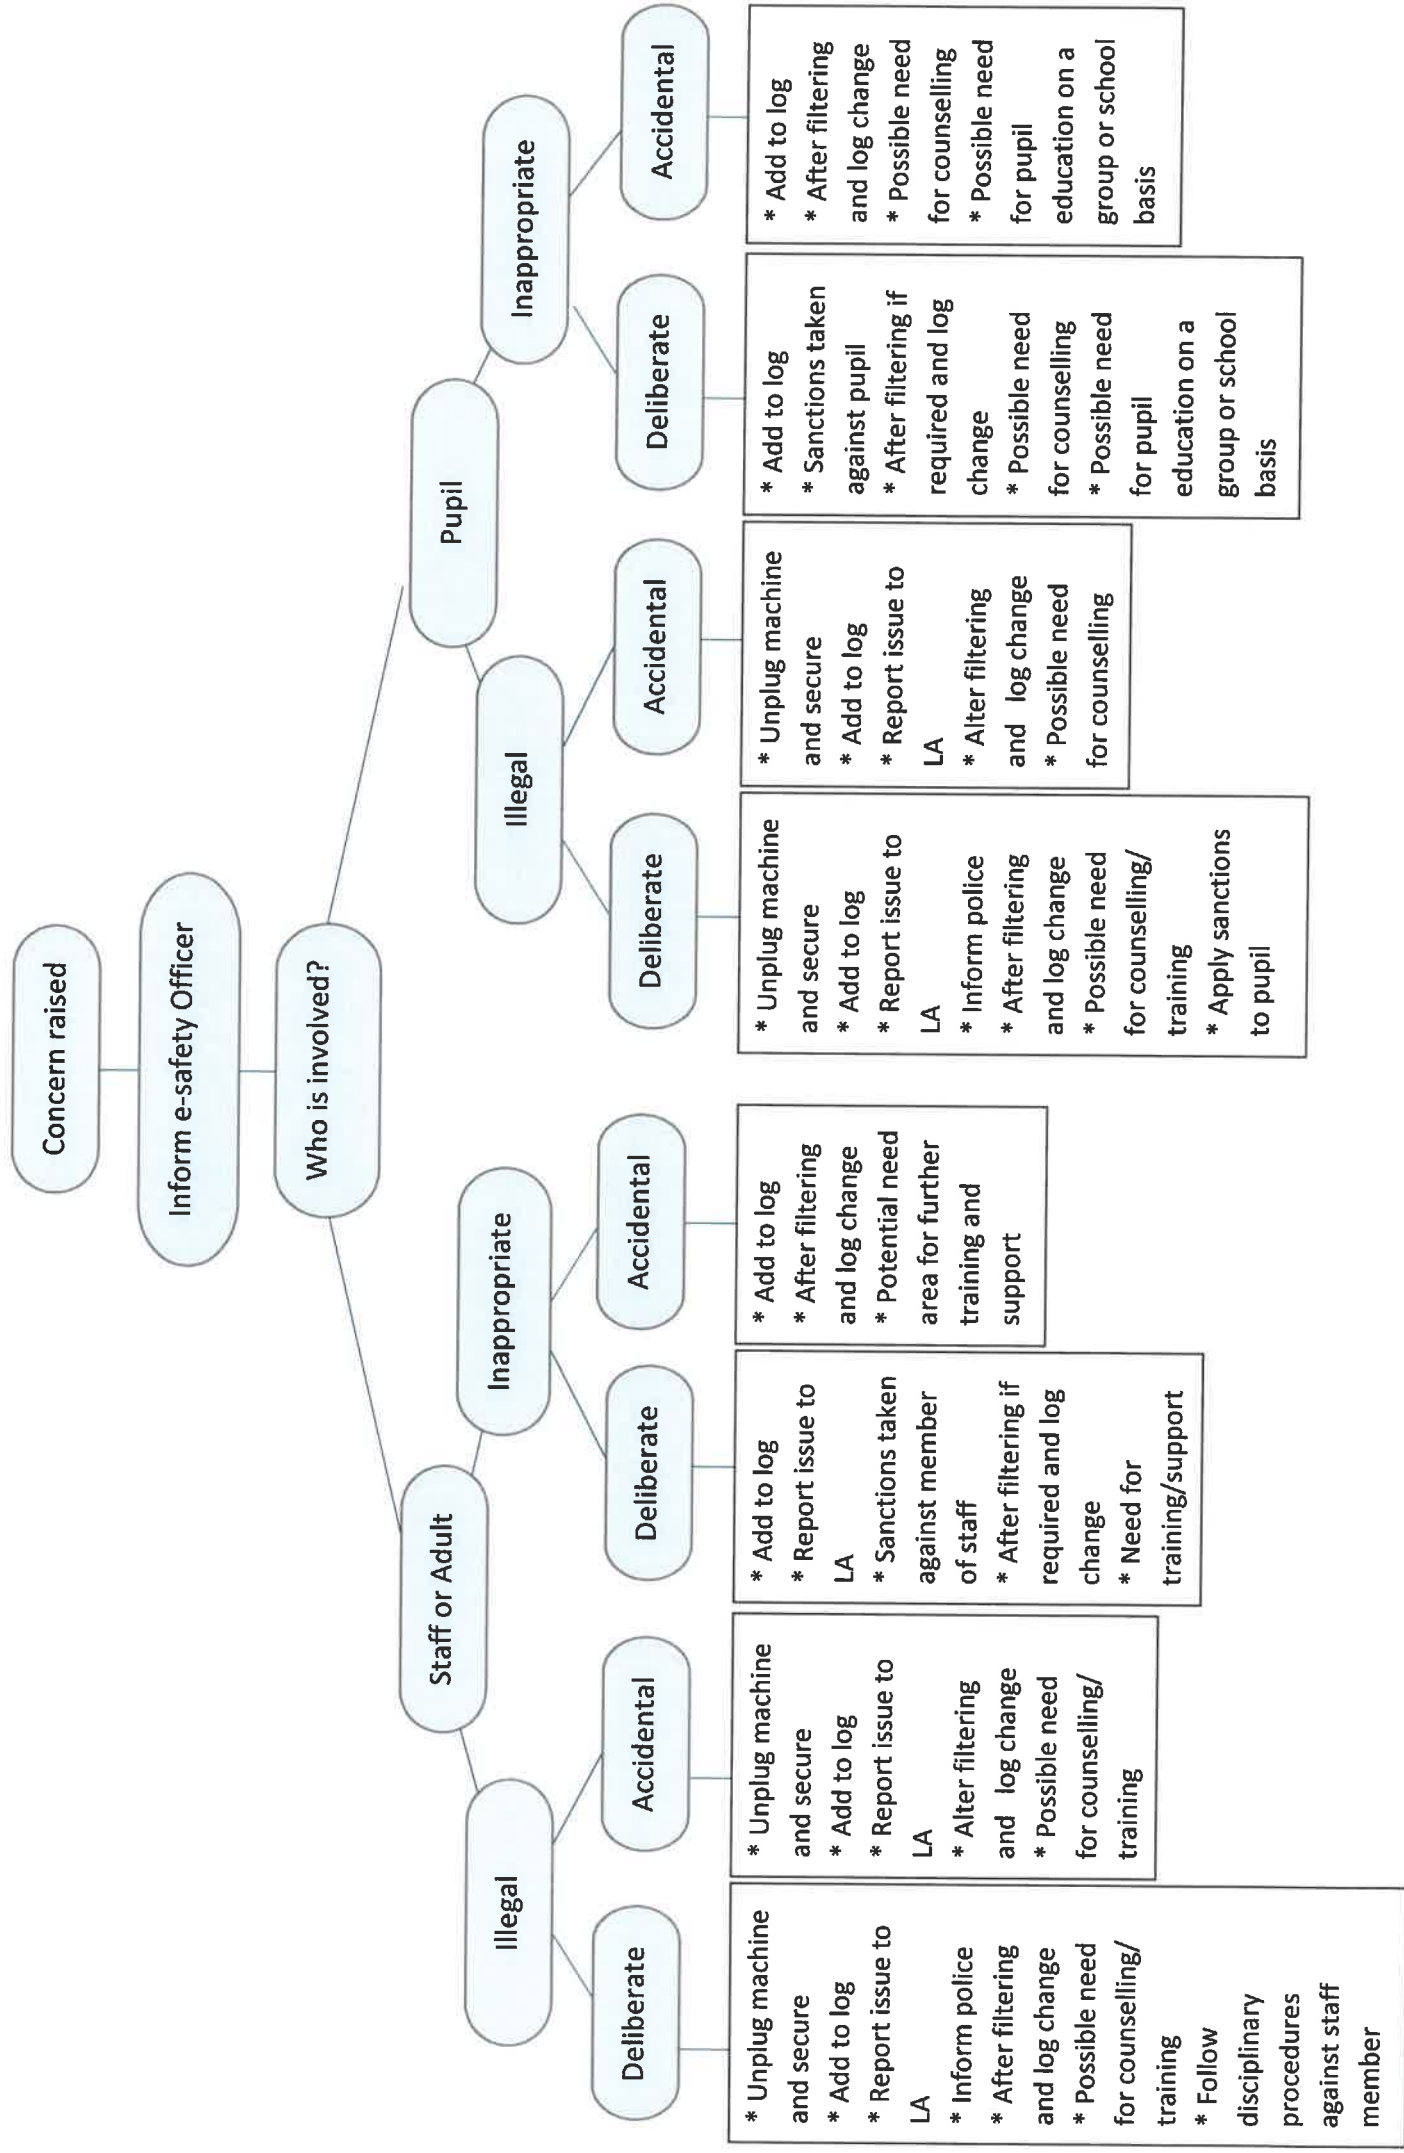 Concern raised
Inform e-safety Officer
Who is involved?
Staff or Adult
Pupil
Illegal
Inappropriate
Illegal
Inappropriate
Deliberate
Accidental
Deliberate
Accidental
Deliberate
Accidental
Deliberate
Accidental
* Unplug machine
and secure
* Add to log
* Report issue to
LA
* Inform police
* After filtering
and log change
* Possible need
for counselling/
training
* Follow
disciplinary
procedures
against staff
member
* Unplug machine
and secure
* Add to log
* Report issue to
LA
* Alter filtering
and log change
* Possible need
for counselling/
training
* Add to log
* Report issue to
LA
* Sanctions taken
against member
of staff
* After filtering if
required and log
change
* Need for
training/support
* Add to log
* After filtering
and log change
* Potential need
area for further
training and
support
* Unplug machine
and secure
* Add to log
* Report issue to
LA
* Inform police
* After filtering
and log change
* Possible need
for counselling/
training
* Apply sanctions
to pupil
* Unplug machine
and secure
* Add to log
* Report issue to
LA
* Alter filtering
and log change
* Possible need
for counselling
* Add to log
* Sanctions taken
against pupil
* After filtering if
required and log
change
* Possible need
for counselling
* Possible need
for pupil
education on a
group or school
basis
* Add to log
* After filtering
and log change
* Possible need
for counselling
* Possible need
for pupil
education on a
group or school
basis